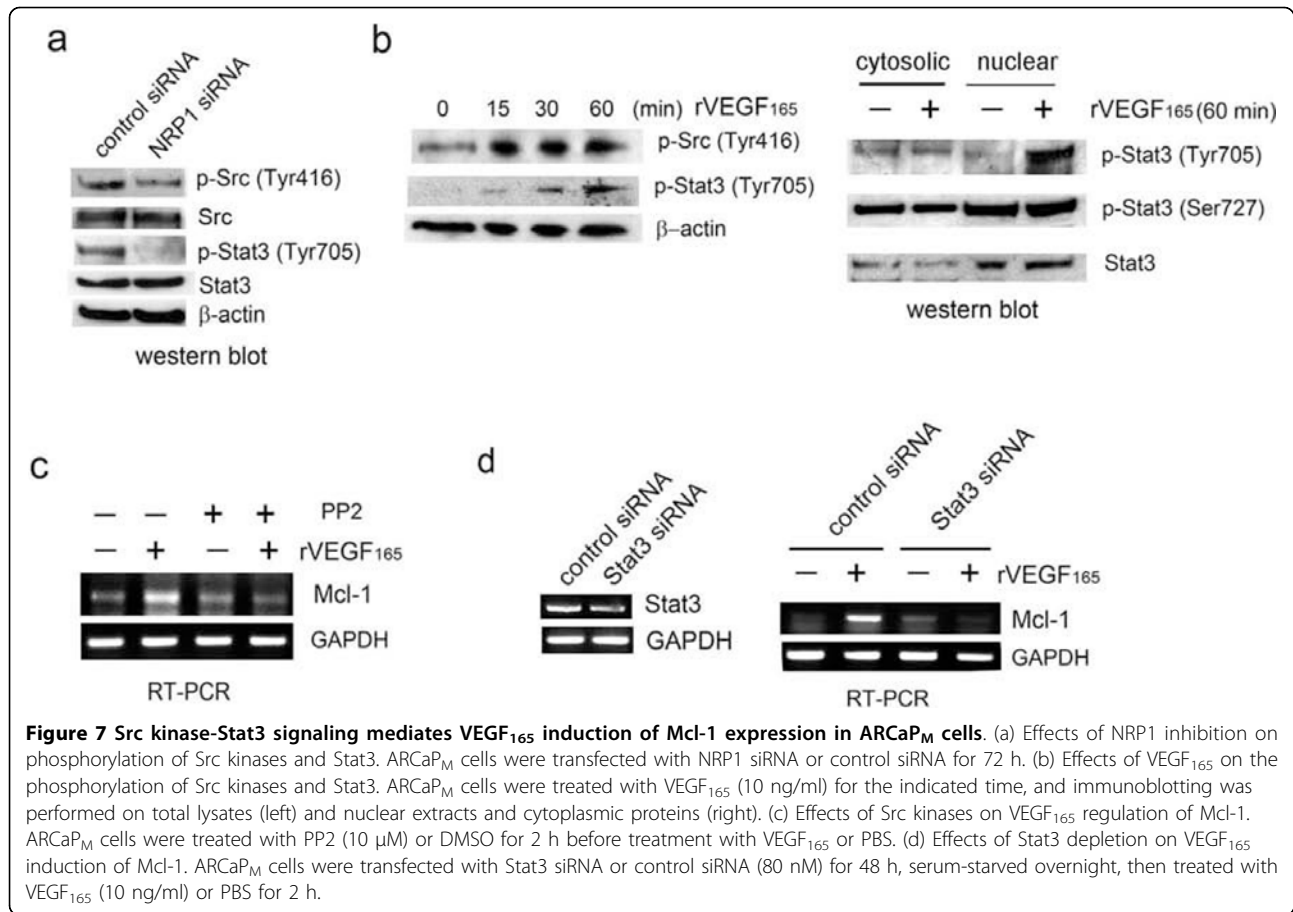 a
control siRNA
NRP1 siRNA
p-Src (Tyr416)
Src
p-Stat3 (Tyr705)
Stat3
β-actin
western blot
b
0 15 30 60 (min) rVEGF₁₆₅
p-Src (Tyr416)
p-Stat3 (Tyr705)
β–actin
cytosolic nuclear
– + – + rVEGF₁₆₅ (60 min)
p-Stat3 (Tyr705)
p-Stat3 (Ser727)
Stat3
western blot
c
– – + + PP2
– + – + rVEGF₁₆₅
Mcl-1
GAPDH
RT-PCR
d
control siRNA
Stat3 siRNA
Stat3
GAPDH
control siRNA
Stat3 siRNA
– + – + rVEGF₁₆₅
Mcl-1
GAPDH
RT-PCR
Figure 7 Src kinase-Stat3 signaling mediates VEGF₁₆₅ induction of Mcl-1 expression in ARCaP_M cells. (a) Effects of NRP1 inhibition on
phosphorylation of Src kinases and Stat3. ARCaP_M cells were transfected with NRP1 siRNA or control siRNA for 72 h. (b) Effects of VEGF₁₆₅ on the
phosphorylation of Src kinases and Stat3. ARCaP_M cells were treated with VEGF₁₆₅ (10 ng/ml) for the indicated time, and immunoblotting was
performed on total lysates (left) and nuclear extracts and cytoplasmic proteins (right). (c) Effects of Src kinases on VEGF₁₆₅ regulation of Mcl-1.
ARCaP_M cells were treated with PP2 (10 μM) or DMSO for 2 h before treatment with VEGF₁₆₅ or PBS. (d) Effects of Stat3 depletion on VEGF₁₆₅
induction of Mcl-1. ARCaP_M cells were transfected with Stat3 siRNA or control siRNA (80 nM) for 48 h, serum-starved overnight, then treated with
VEGF₁₆₅ (10 ng/ml) or PBS for 2 h.